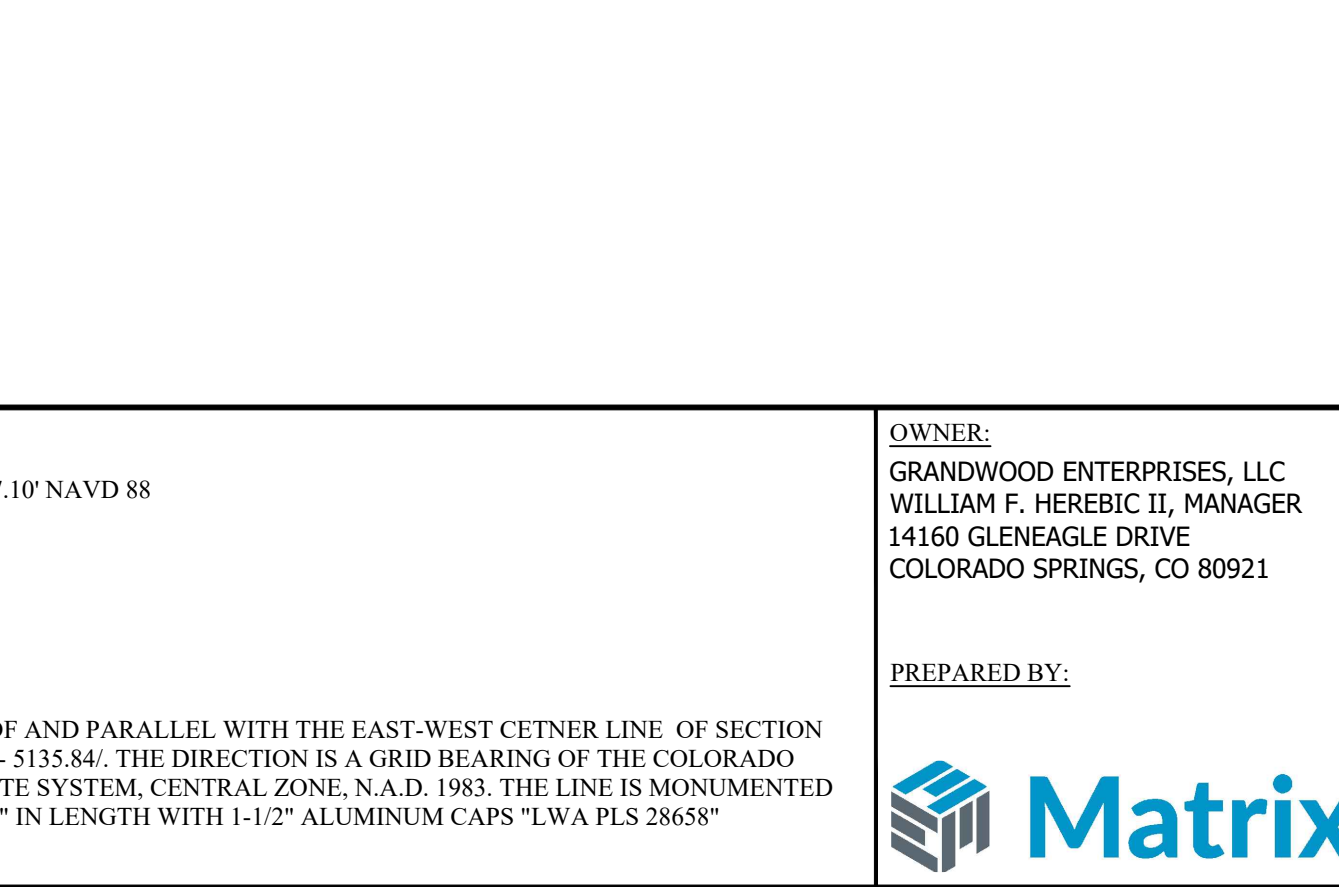 .10' NAVD 88
OF AND PARALLEL WITH THE EAST-WEST CETNER LINE OF SECTION
- 5135.84/. THE DIRECTION IS A GRID BEARING OF THE COLORADO
TE SYSTEM, CENTRAL ZONE, N.A.D. 1983. THE LINE IS MONUMENTED
" IN LENGTH WITH 1-1/2" ALUMINUM CAPS "LWA PLS 28658"
OWNER:
GRANDWOOD ENTERPRISES, LLC
WILLIAM F. HEREBIC II, MANAGER
14160 GLENEAGLE DRIVE
COLORADO SPRINGS, CO 80921
PREPARED BY:
Matrix